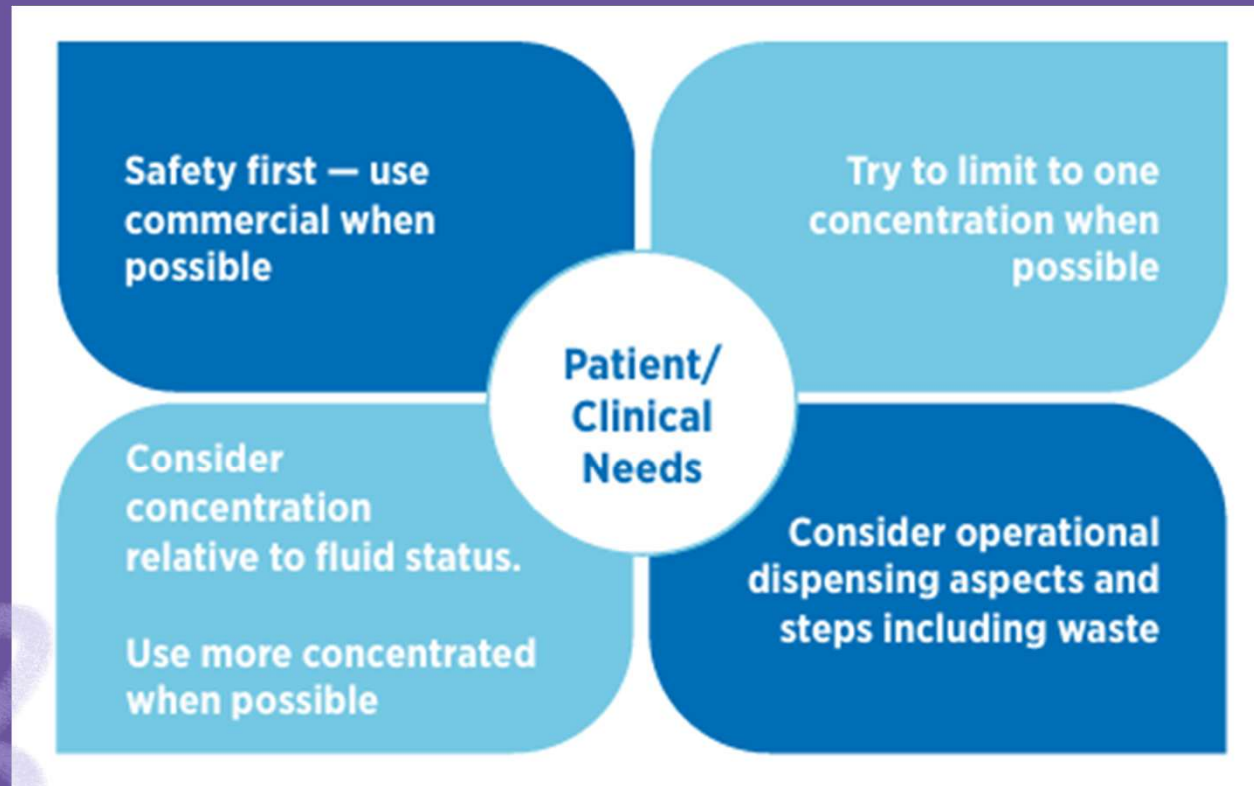 Safety first — use
commercial when
possible
Try to limit to one
concentration when
possible
Patient/
Clinical
Needs
Consider
concentration
relative to fluid status.
Use more concentrated
when possible
Consider operational
dispensing aspects and
steps including waste